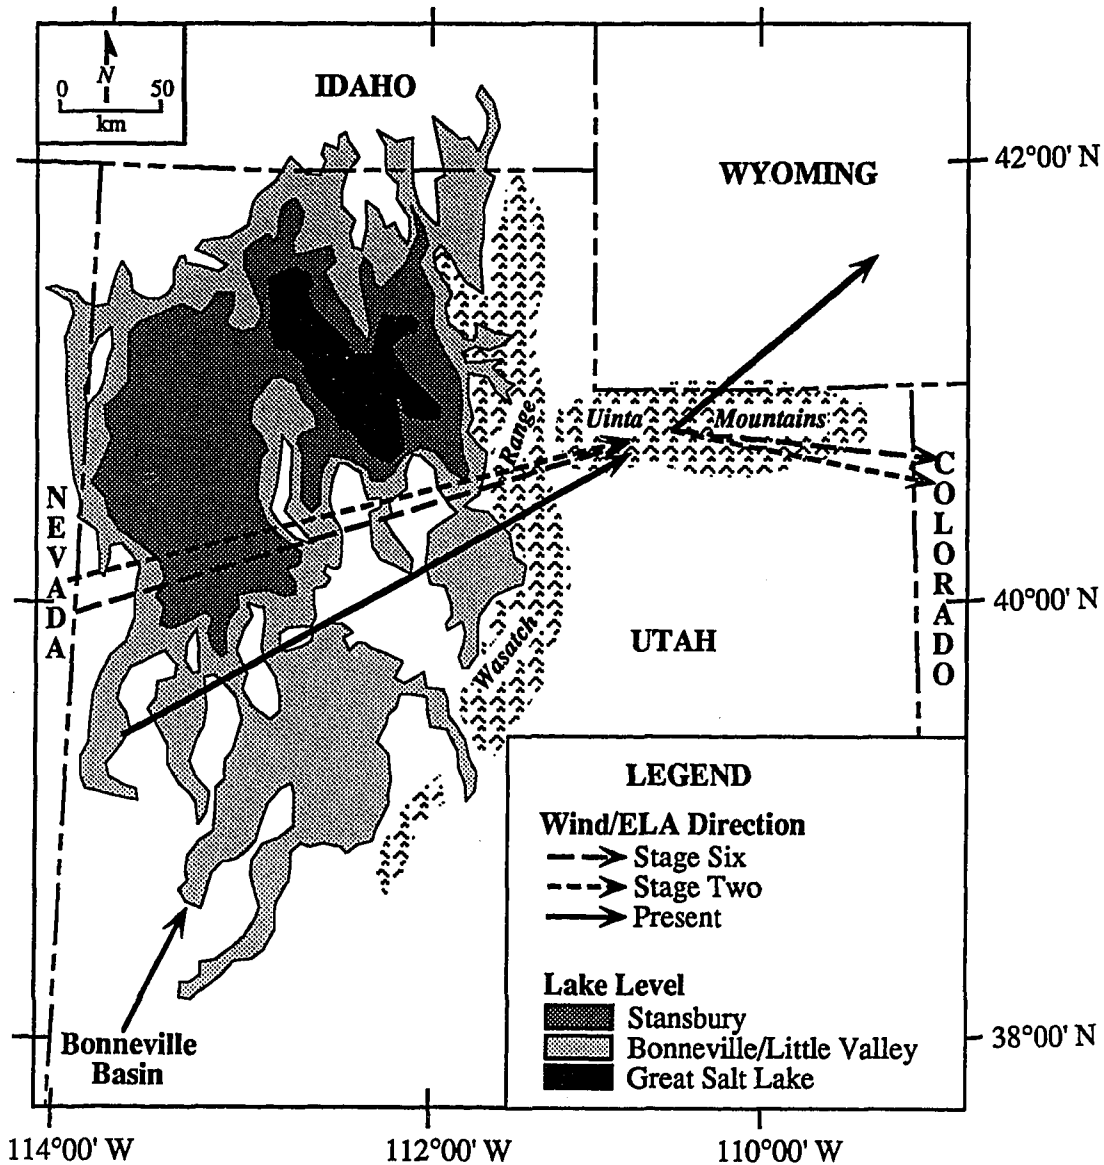 N
0 50
km
IDAHO
WYOMING
42°00' N
Uinta Mountains
Range
NEVADA
COLORADO
40°00' N
UTAH
Wasatch
LEGEND
Wind/ELA Direction
Stage Six
Stage Two
Present
Lake Level
Stansbury
Bonneville/Little Valley
Great Salt Lake
Bonneville
Basin
38°00' N
114°00' W 112°00' W 110°00' W